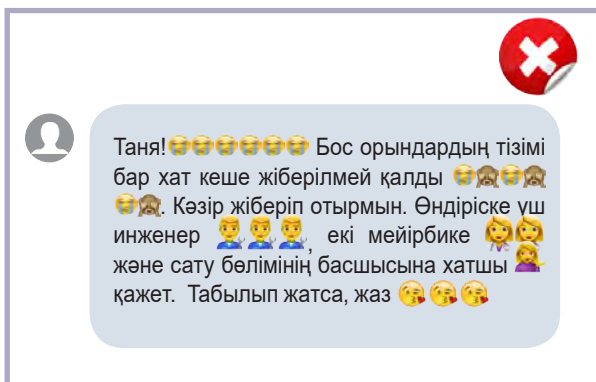 Таня!😭😭😭😭😭😭 Бос орындардың тізімі
бар хат кеше жіберілмей қалды 😭🙈😭🙈
😭🙈. Кәзір жіберіп отырмын. Өндіріске үш
инженер 👨‍🔧👨‍🔧👨‍🔧, екі мейірбике 👩‍⚕️👩‍⚕️
және сату бөлімінің басшысына хатшы 💁‍♀️
қажет. Табылып жатса, жаз 😘😘😘